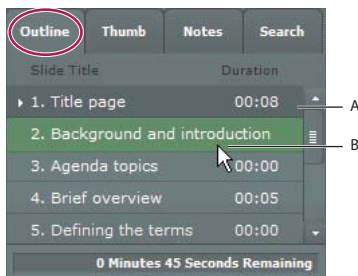 Outline Thumb Notes Search
Slide Title Duration
1. Title page 00:08 A
2. Background and introduction
B
3. Agenda topics 00:00
4. Brief overview 00:05
5. Defining the terms 00:00
0 Minutes 45 Seconds Remaining